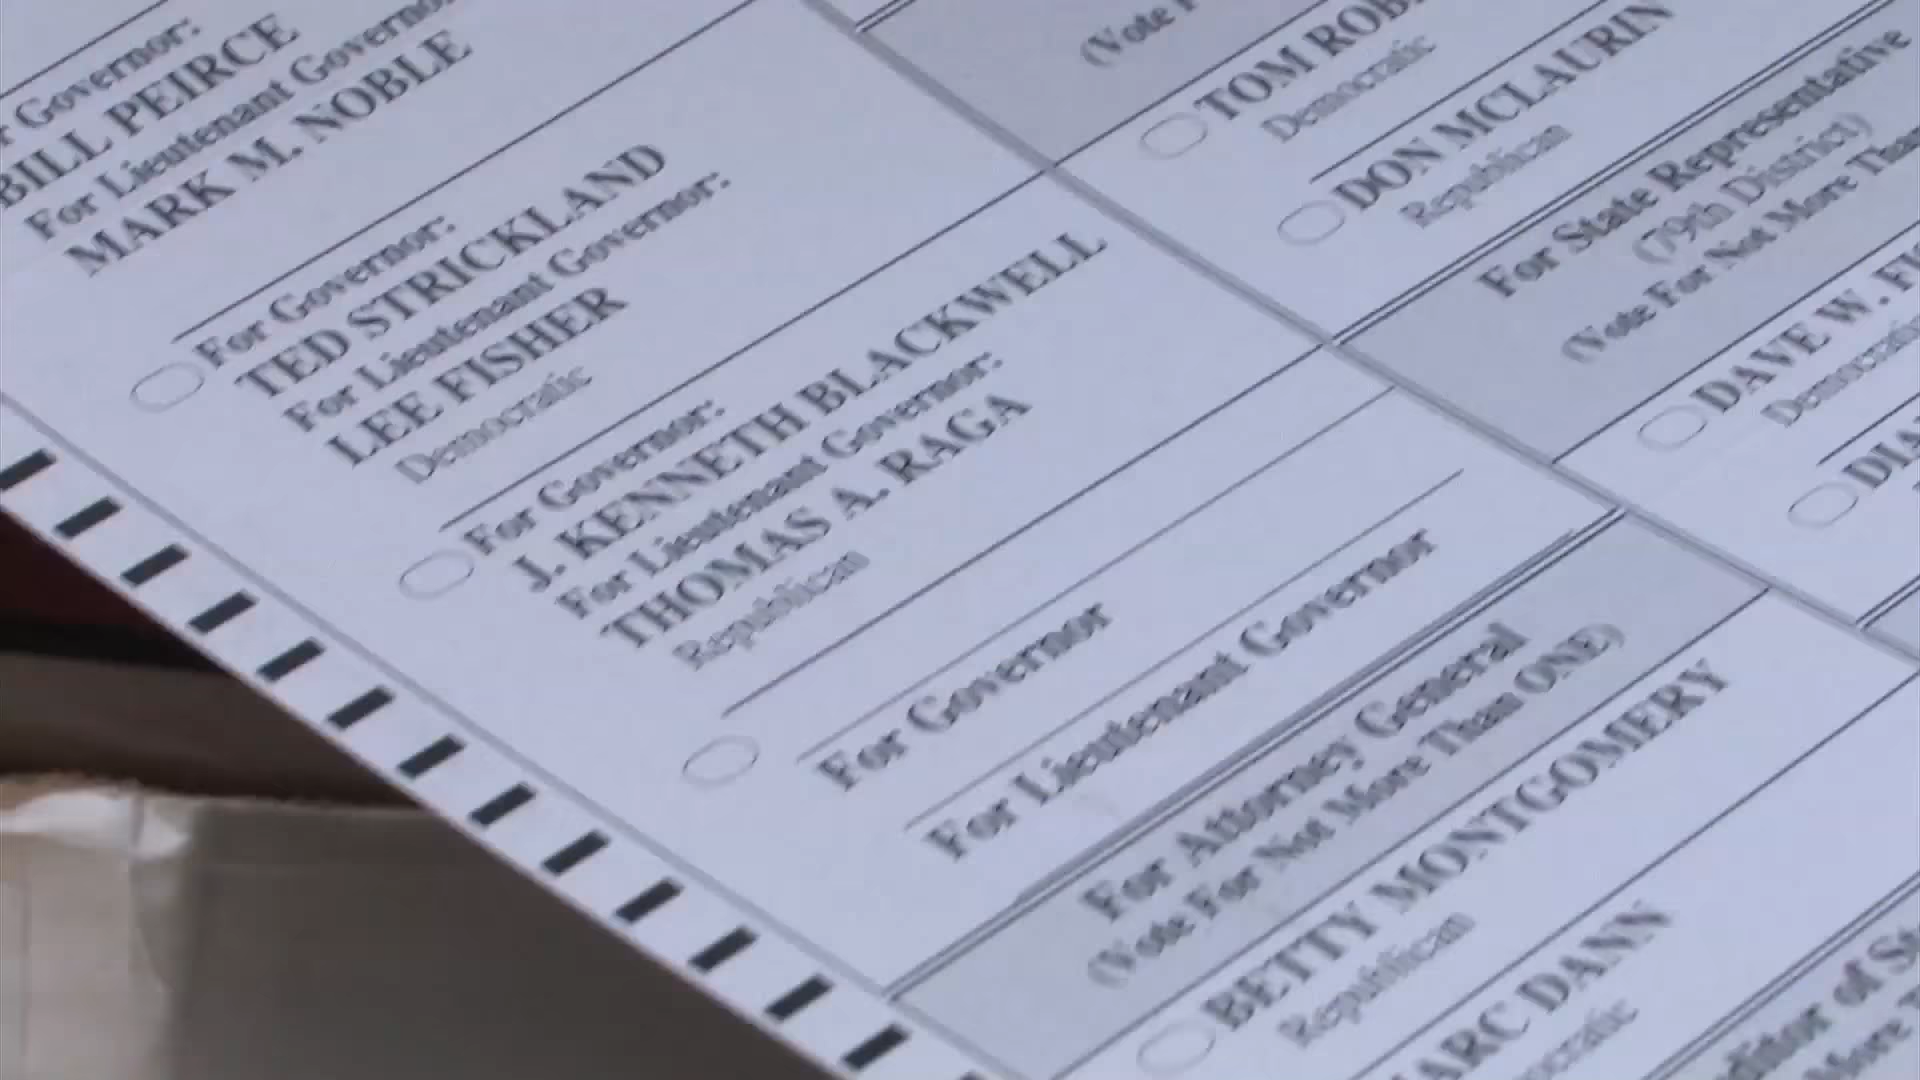 Governor:
BILL PEIRCE
For Lieutenant Governor
MARK M. NOBLE
For Governor:
TED STRICKLAND
For Lieutenant Governor:
LEE FISHER
Democratic
For Governor:
J. KENNETH BLACKWELL
For Lieutenant Governor:
THOMAS A. RAGA
Republican
For Governor
For Lieutenant Governor
For Attorney General
(Vote For Not More Than ONE)
BETTY MONTGOMERY
Republican
DANN
(Vote
TOM
Democratic
DON MCLAURIN
Republican
For State Representative
(79th District)
(Vote For Not More Than
DAVE W.
Democratic